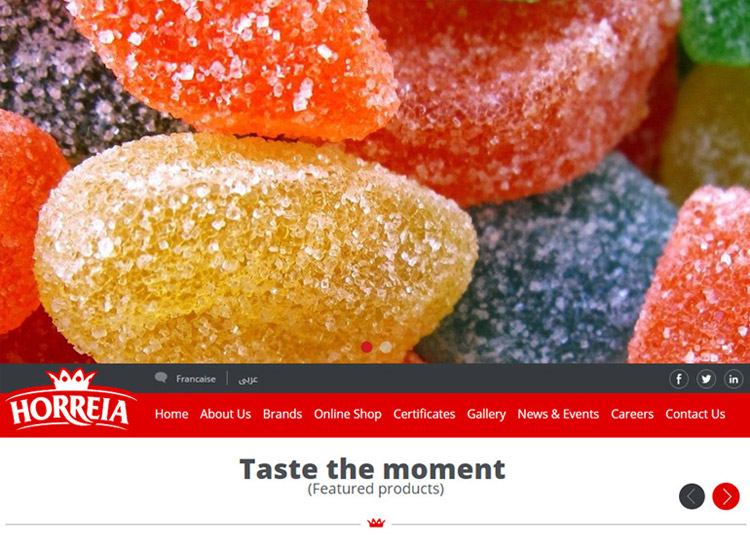 Francaise عربى
HORREIA
Home About Us Brands Online Shop Certificates Gallery News & Events Careers Contact Us
Taste the moment
(Featured products)